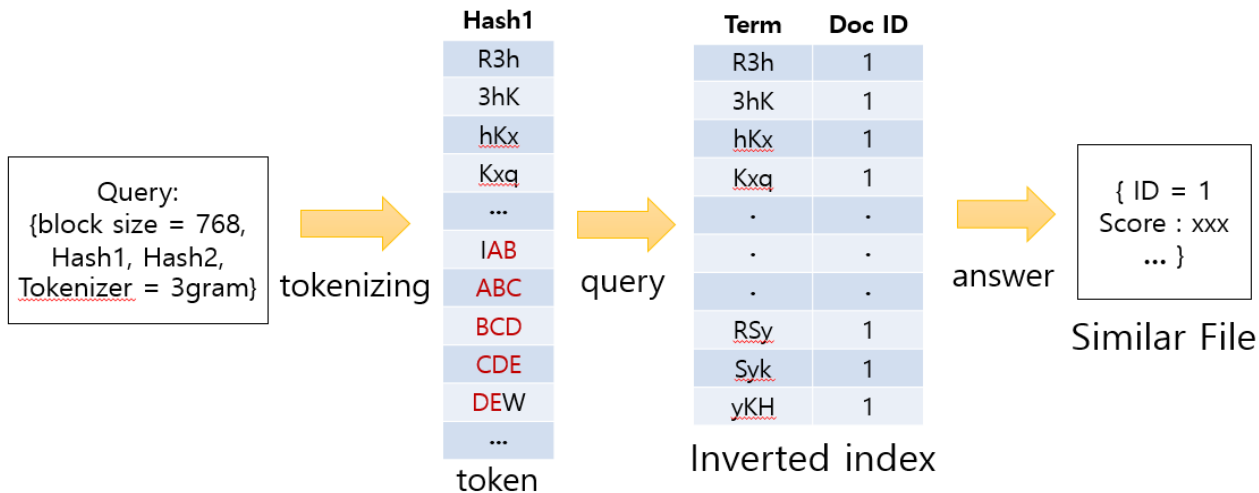 Query:
{block size = 768,
Hash1, Hash2,
Tokenizer = 3gram}
tokenizing
Hash1
R3h
3hK
hKx
Kxq
...
IAB
ABC
BCD
CDE
DEW
...
token
query
Term Doc ID
R3h 1
3hK 1
hKx 1
Kxq 1
. .
. .
. .
RSy 1
Syk 1
yKH 1
Inverted index
answer
{ ID = 1
Score : xxx
... }
Similar File